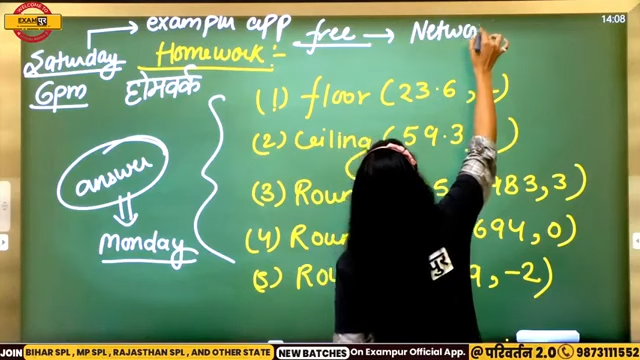 WELCOME TO
EXAM पुर
14:08
exampur app free → Netwo
Saturday
6pm
Homework :-
होमवर्क
answer
Monday
(1) floor (23.6 ,
(2) Ceiling (59.3
(3) Roun 483, 3)
(4) Roun 694, 0)
(5) Rou 9, -2)
पुर
JOIN BIHAR SPL , MP SPL , RAJASTHAN SPL , AND OTHER STATE NEW BATCHES On Exampur Official App. @ परिवर्तन 2.0 9873111552